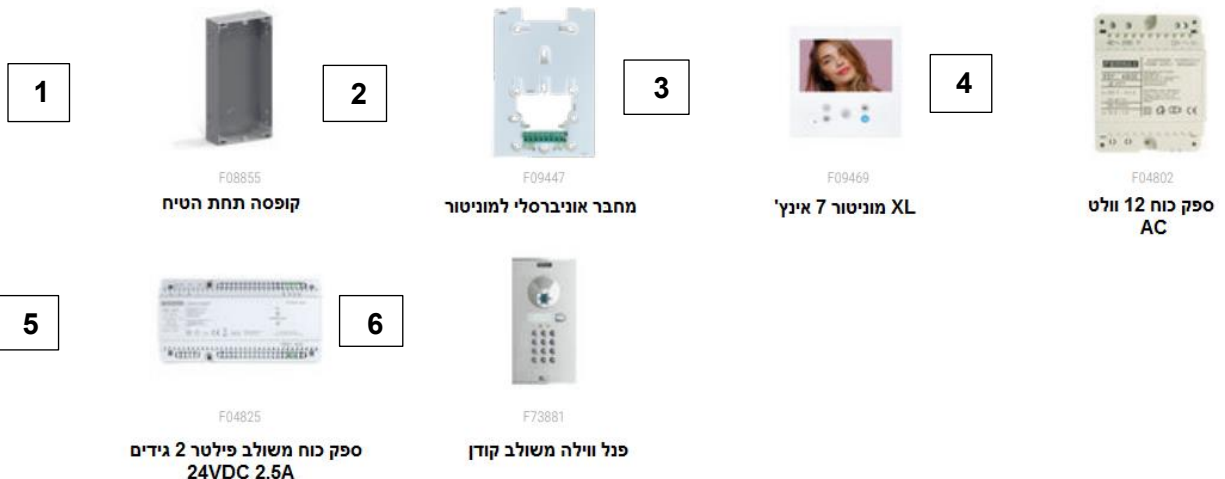 1
2
3
4
F08855
F09447
F09469
F04802
קופסה תחת הטיח
מחבר אוניברסלי למוניטור
XL מוניטור 7 אינץ'
ספק כוח 12 וולט
AC
5
6
F04825
F73881
ספק כוח משולב פילטר 2 גידים
24VDC 2.5A
פנל ווילה משולב קודן